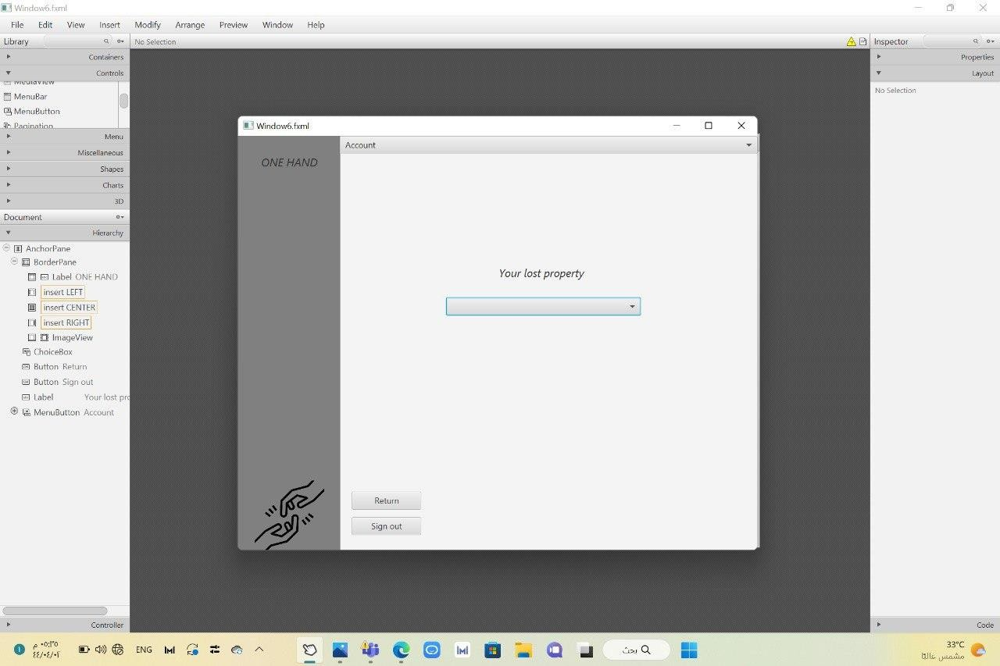 Window6.fxml
File Edit View Insert Modify Arrange Preview Window Help
Library
No Selection
Inspector
Containers
Controls
MediaView
MenuBar
MenuButton
Pagination
Menu
Miscellaneous
Shapes
Charts
3D
Document
Hierarchy
AnchorPane
BorderPane
Label ONE HAND
insert LEFT
insert CENTER
insert RIGHT
ImageView
ChoiceBox
Button Return
Button Sign out
Label Your lost pro
MenuButton Account
Controller
Window6.fxml
ONE HAND
Account
Your lost property
Return
Sign out
Properties
Layout
No Selection
Code
ENG
بحث
33°C
مشمس غالبًا